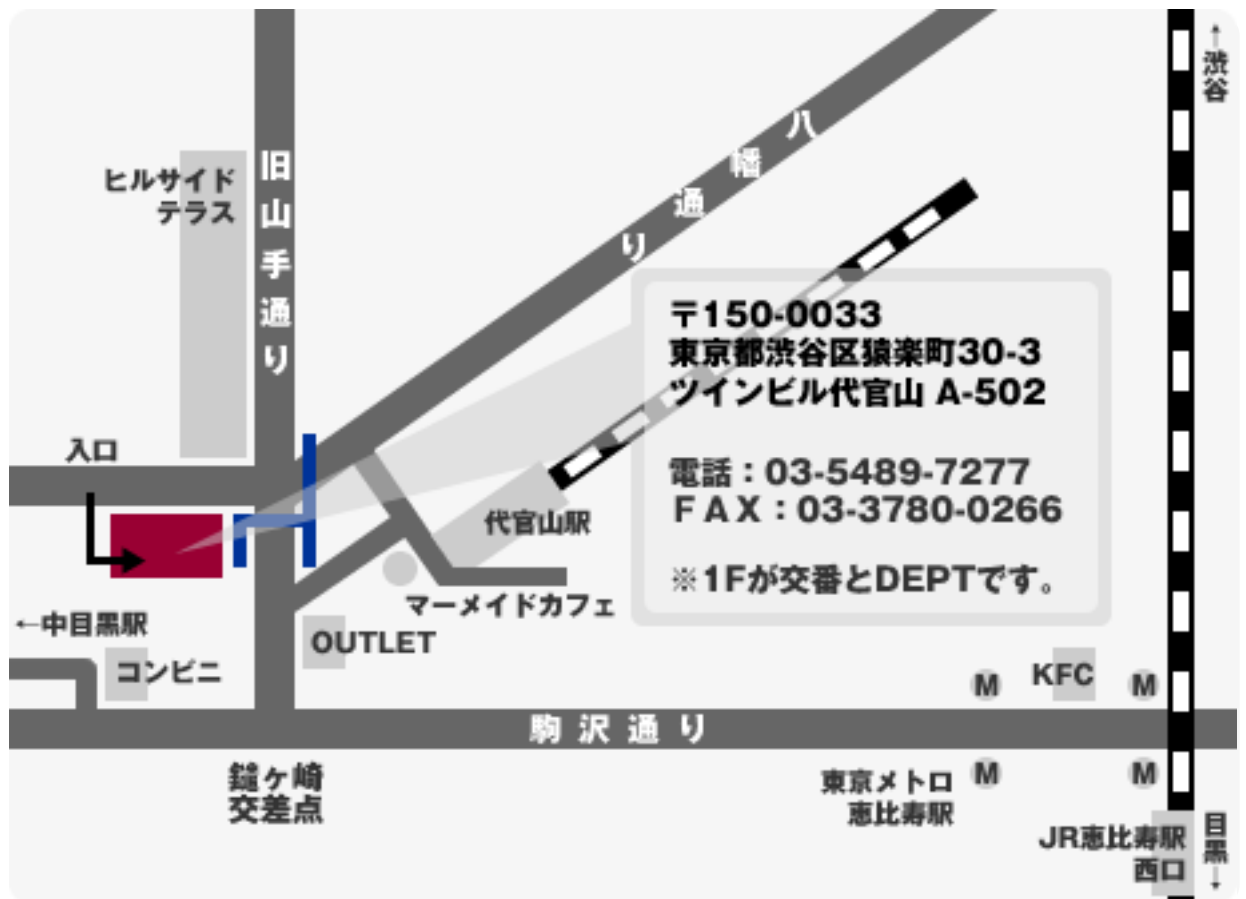 ↑渋谷
八幡通り
旧山手通り
ヒルサイド
テラス
〒150-0033
東京都渋谷区猿楽町30-3
ツインビル代官山 A-502
電話：03-5489-7277
ＦＡＸ：03-3780-0266
※1Fが交番とDEPTです。
入口
代官山駅
マーメイドカフェ
←中目黒駅
OUTLET
コンビニ
M
KFC
M
駒沢通り
鎚ヶ崎
交差点
東京メトロ
恵比寿駅
M
M
JR恵比寿駅
西口
目黒↓